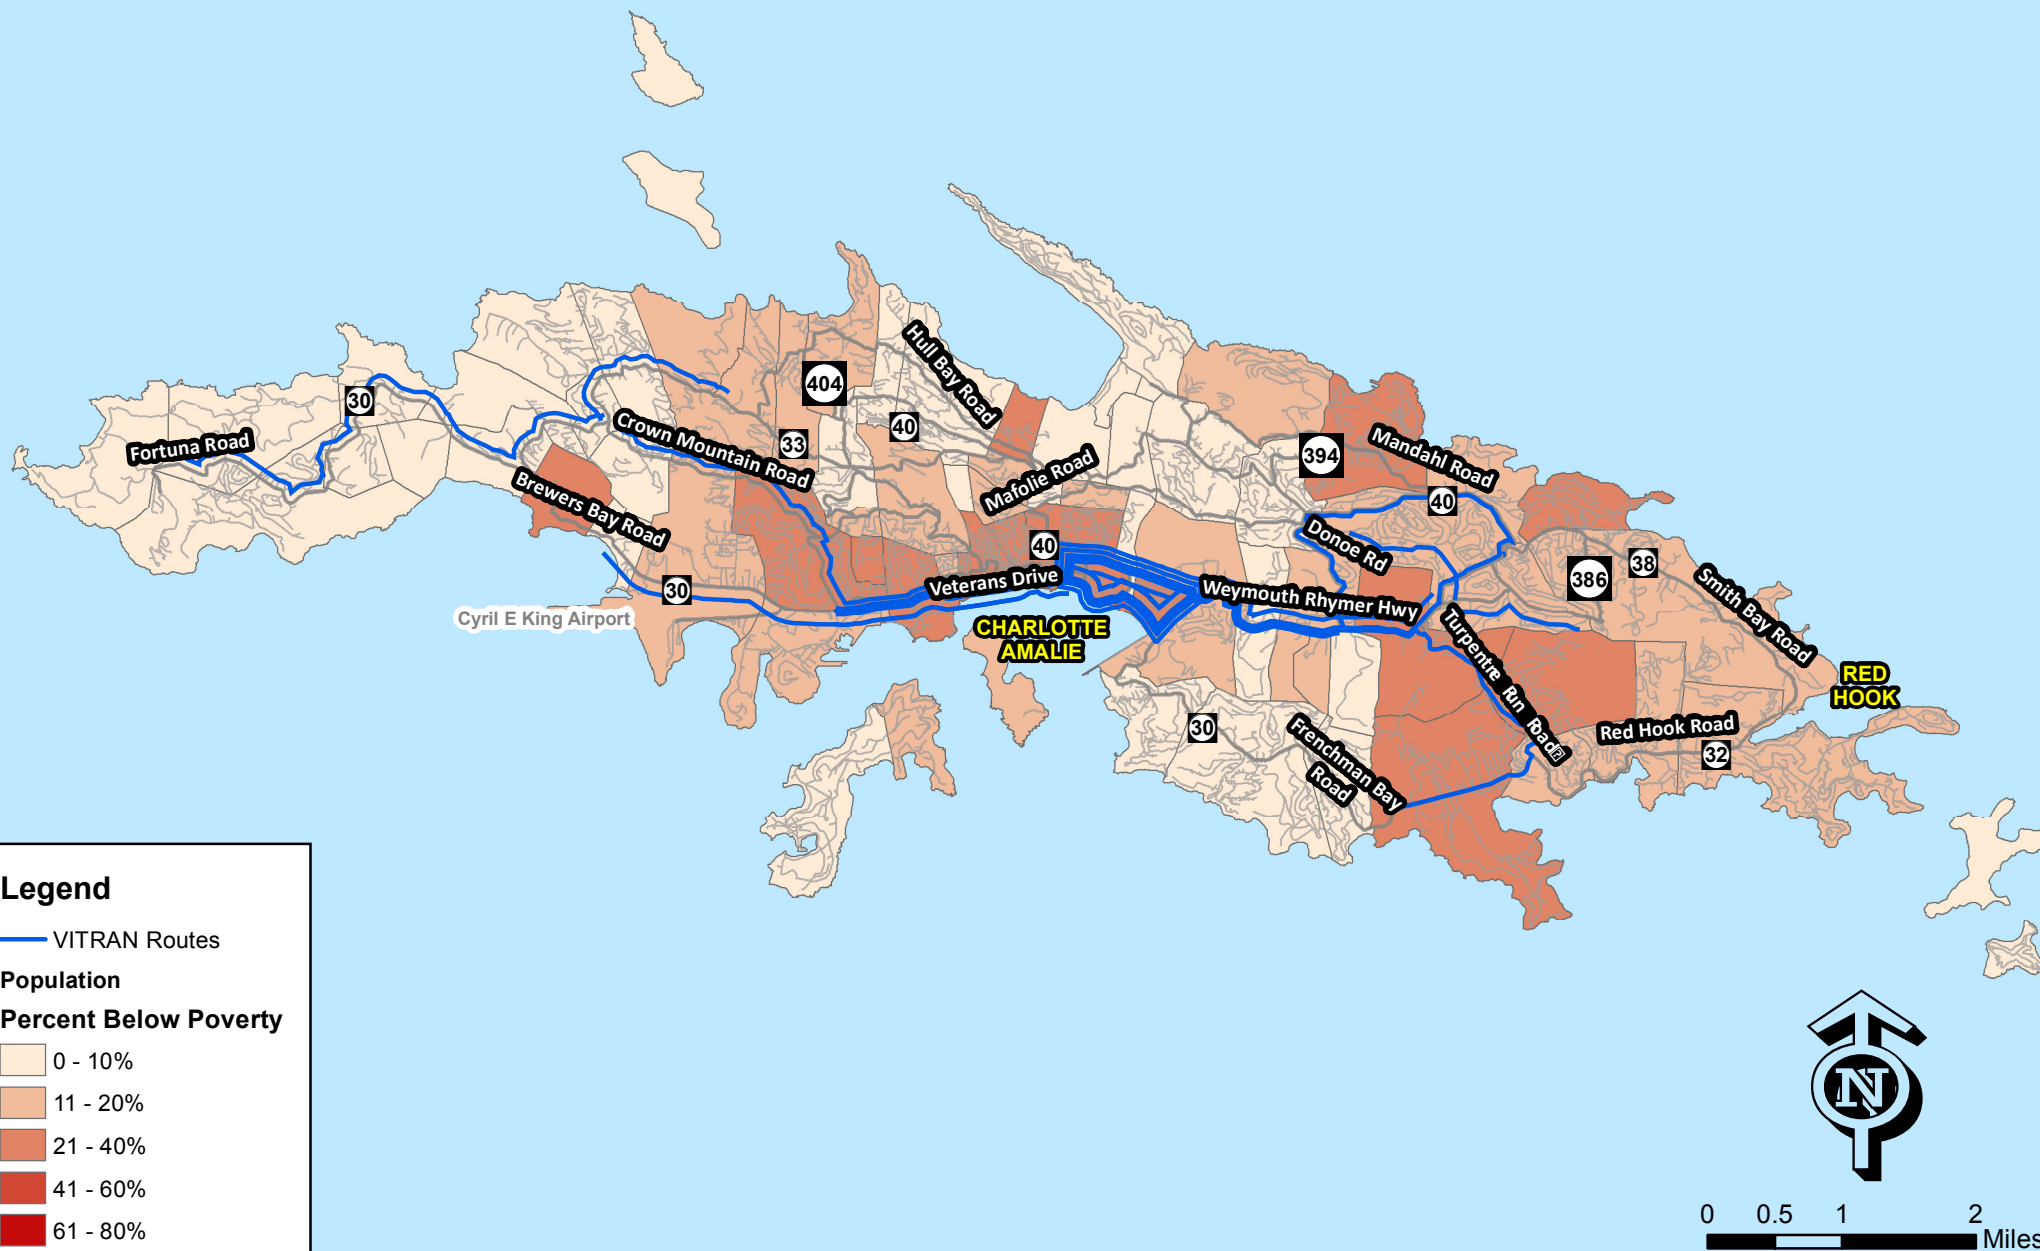 Hull Bay Road
404
30
Crown Mountain Road
40
33
Fortuna Road
Mafolie Road
394
Mandahl Road
40
Brewers Bay Road
Donoe Rd
40
386
38
Smith Bay Road
30
Veterans Drive
Weymouth Rhymer Hwy
Cyril E King Airport
CHARLOTTE
AMALIE
Turpentre Run Road
RED
HOOK
30
Frenchman Bay
Road
Red Hook Road
32
Legend
VITRAN Routes
Population
Percent Below Poverty
0 - 10%
11 - 20%
21 - 40%
41 - 60%
61 - 80%
N
0 0.5 1 2
Miles